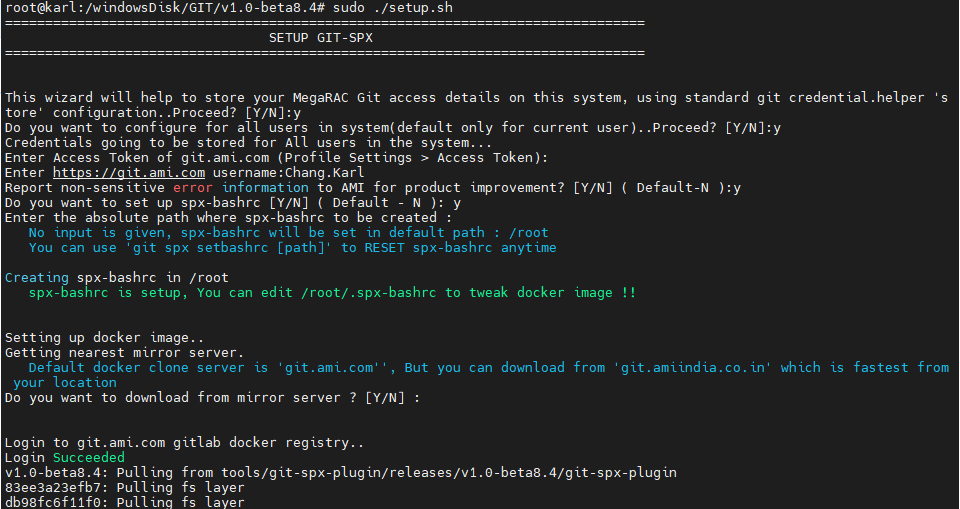 root@karl:/windowsDisk/GIT/v1.0-beta8.4# sudo ./setup.sh
================================================================================
SETUP GIT-SPX
================================================================================
This wizard will help to store your MegaRAC Git access details on this system, using standard git credential.helper 's
tore' configuration..Proceed? [Y/N]:y
Do you want to configure for all users in system(default only for current user)..Proceed? [Y/N]:y
Credentials going to be stored for All users in the system...
Enter Access Token of git.ami.com (Profile Settings > Access Token):
Enter https://git.ami.com username:Chang.Karl
Report non-sensitive error information to AMI for product improvement? [Y/N] ( Default-N ):y
Do you want to set up spx-bashrc [Y/N] ( Default - N ): y
Enter the absolute path where spx-bashrc to be created :
No input is given, spx-bashrc will be set in default path : /root
You can use 'git spx setbashrc [path]' to RESET spx-bashrc anytime
Creating spx-bashrc in /root
spx-bashrc is setup, You can edit /root/.spx-bashrc to tweak docker image !!
Setting up docker image..
Getting nearest mirror server.
Default docker clone server is 'git.ami.com'', But you can download from 'git.amiindia.co.in' which is fastest from
your location
Do you want to download from mirror server ? [Y/N] :
Login to git.ami.com gitlab docker registry..
Login Succeeded
v1.0-beta8.4: Pulling from tools/git-spx-plugin/releases/v1.0-beta8.4/git-spx-plugin
83ee3a23efb7: Pulling fs layer
db98fc6f11f0: Pulling fs layer